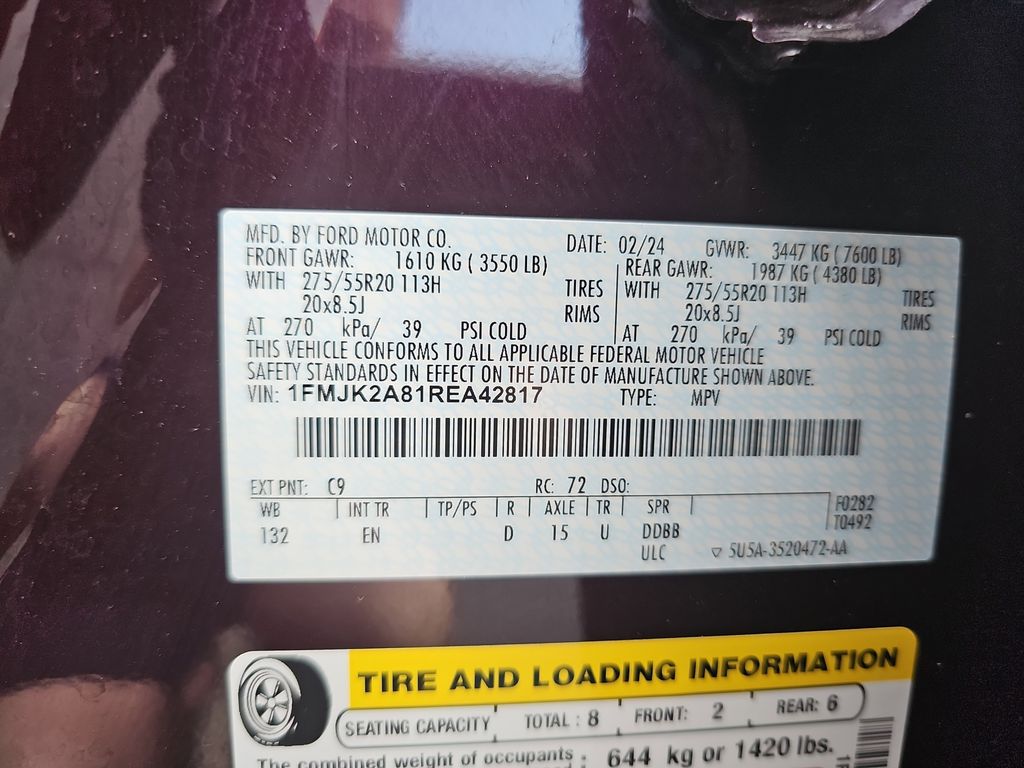 MFD. BY FORD MOTOR CO. DATE: 02/24 GVWR: 3447 KG ( 7600 LB)
FRONT GAWR: 1610 KG ( 3550 LB) REAR GAWR: 1987 KG ( 4380 LB)
WITH 275/55R20 113H TIRES WITH 275/55R20 113H TIRES
20x8.5J RIMS 20x8.5J RIMS
AT 270 kPa/ 39 PSI COLD AT 270 kPa/ 39 PSI COLD
THIS VEHICLE CONFORMS TO ALL APPLICABLE FEDERAL MOTOR VEHICLE
SAFETY STANDARDS IN EFFECT ON THE DATE OF MANUFACTURE SHOWN ABOVE.
VIN: 1FMJK2A81REA42817 TYPE: MPV
EXT PNT: C9 RC: 72 DSO:
WB INT TR TP/PS R AXLE TR SPR F0282
132 EN D 15 U DDBB T0492
ULC ▽ 5U5A-3520472-AA
TIRE AND LOADING INFORMATION
SEATING CAPACITY TOTAL : 8 FRONT: 2 REAR: 6
The combined weight of occupants : 644 kg or 1420 lbs.